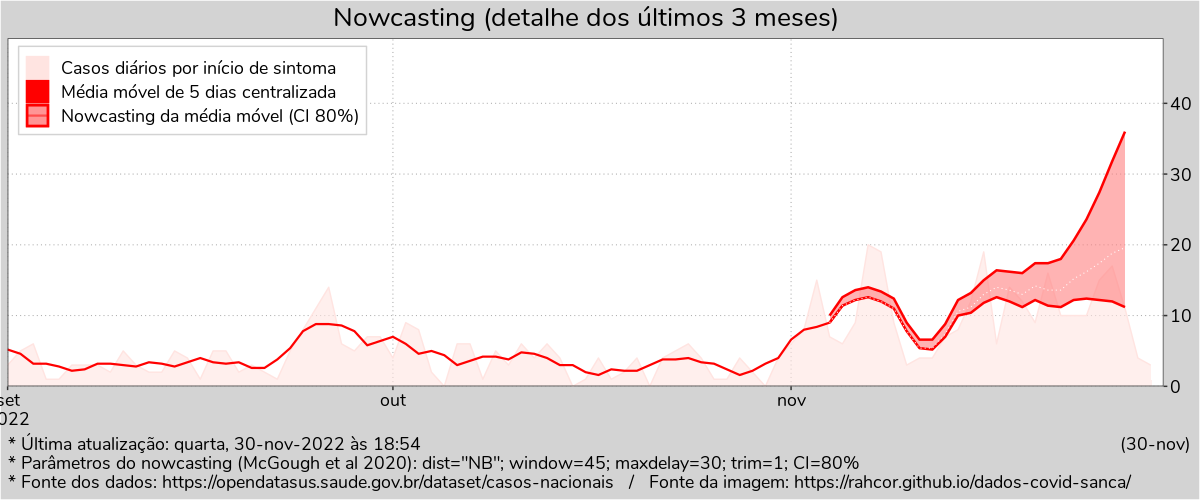 Nowcasting (detalhe dos últimos 3 meses)
Casos diários por início de sintoma
Média móvel de 5 dias centralizada
Nowcasting da média móvel (CI 80%)
40
30
20
10
0
set
out
nov
022
* Última atualização: quarta, 30-nov-2022 às 18:54
(30-nov)
* Parâmetros do nowcasting (McGough et al 2020): dist="NB"; window=45; maxdelay=30; trim=1; CI=80%
* Fonte dos dados: https://opendatasus.saude.gov.br/dataset/casos-nacionais / Fonte da imagem: https://rahcor.github.io/dados-covid-sanca/